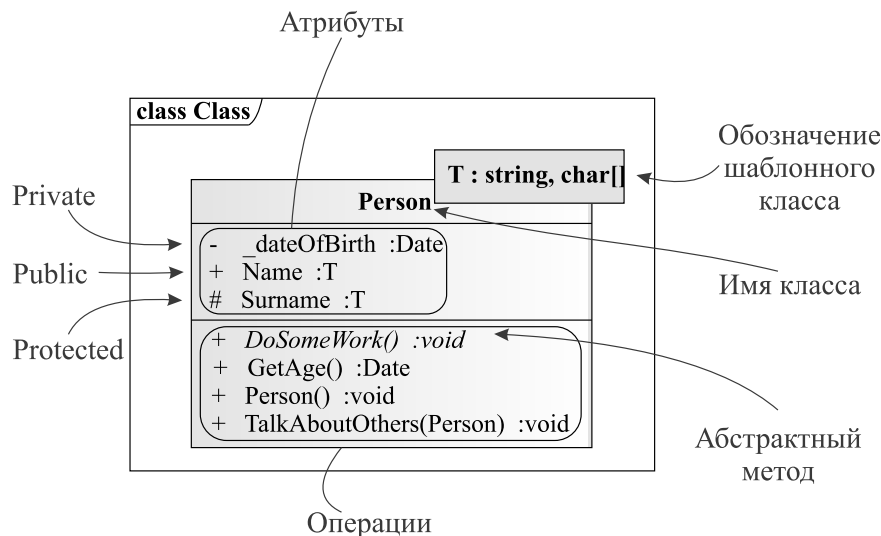 Атрибуты
class Class
Обозначение
шаблонного
класса
T : string, char[]
Person
Private
Public
Protected
- _dateOfBirth :Date
+ Name :T
# Surname :T
Имя класса
+ DoSomeWork() :void
+ GetAge() :Date
+ Person() :void
+ TalkAboutOthers(Person) :void
Абстрактный
метод
Операции